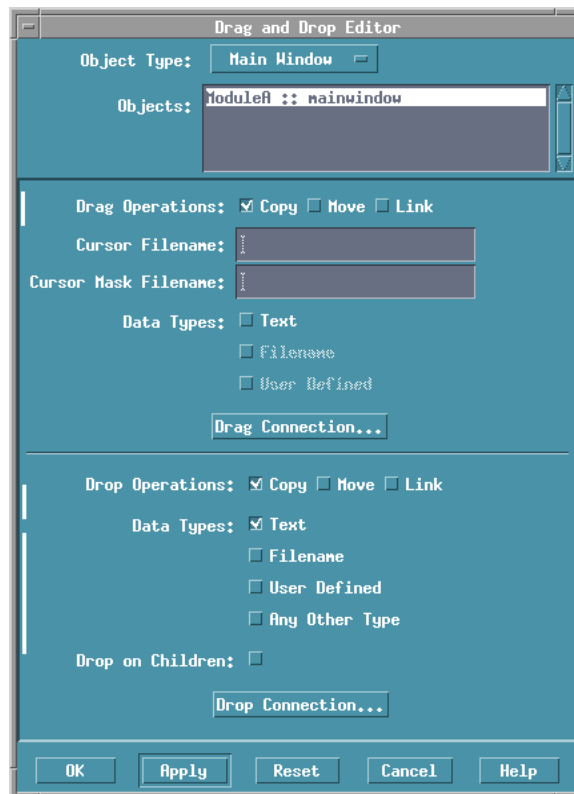 Drag and Drop Editor
Object Type: Main Window
Objects: ModuleA :: mainwindow
Drag Operations: Copy Move Link
Cursor Filename:
Cursor Mask Filename:
Data Types: Text
Filename
User Defined
Drag Connection...
Drop Operations: Copy Move Link
Data Types: Text
Filename
User Defined
Any Other Type
Drop on Children:
Drop Connection...
OK Apply Reset Cancel Help